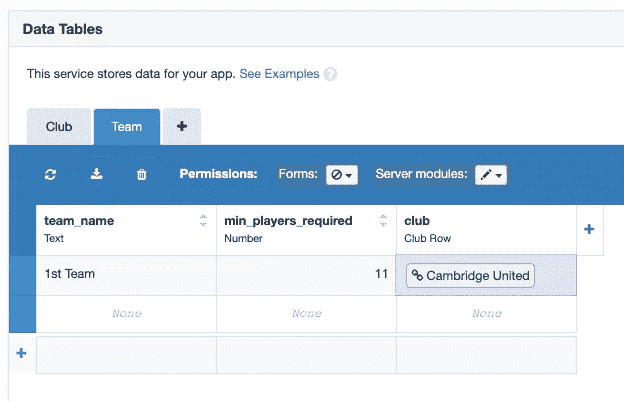 Data Tables
This service stores data for your app. See Examples ?
Club Team +
Permissions: Forms: Server modules:
team_name min_players_required club
Text Number Club Row
1st Team 11 Cambridge United
None None None